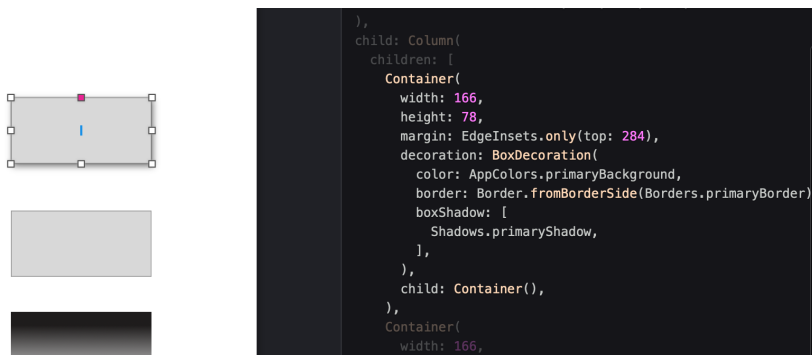 ),
child: Column(
children: [
Container(
width: 166,
height: 78,
margin: EdgeInsets.only(top: 284),
decoration: BoxDecoration(
color: AppColors.primaryBackground,
border: Border.fromBorderSide(Borders.primaryBorder)
boxShadow: [
Shadows.primaryShadow,
],
),
child: Container(),
),
Container(
width: 166,